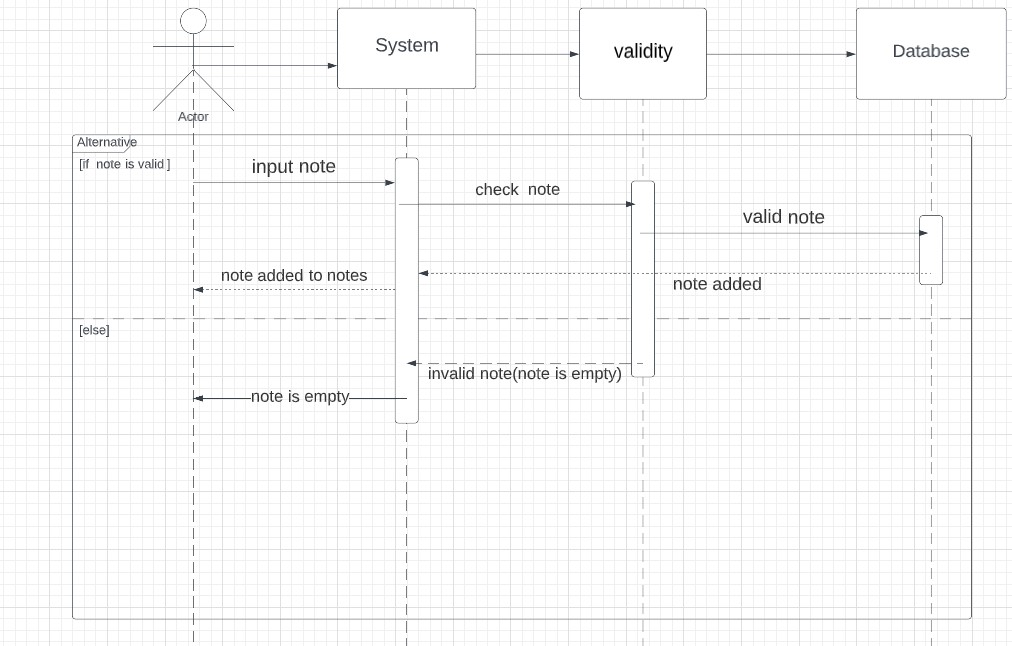 System
validity
Database
Actor
Alternative
[if note is valid ]
input note
check note
valid note
note added to notes
note added
[else]
invalid note(note is empty)
note is empty